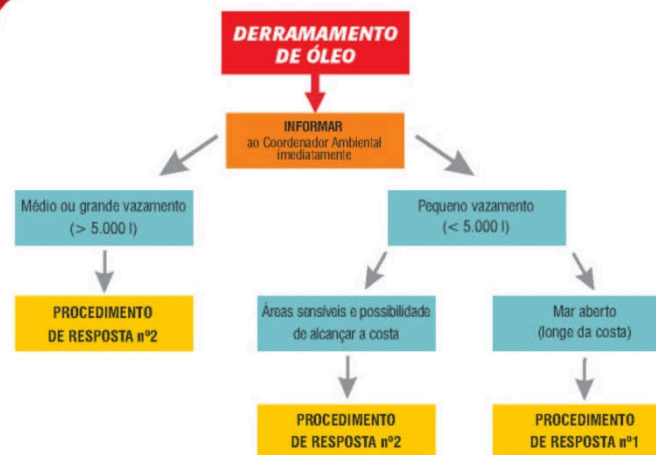 DERRAMAMENTO
DE ÓLEO
INFORMAR
ao Coordenador Ambiental
imediatamente
Médio ou grande vazamento
(> 5.000 l)
Pequeno vazamento
(< 5.000 l)
PROCEDIMENTO
DE RESPOSTA nº2
Áreas sensíveis e possibilidade
de alcançar a costa
Mar aberto
(longe da costa)
PROCEDIMENTO
DE RESPOSTA nº2
PROCEDIMENTO
DE RESPOSTA nº1